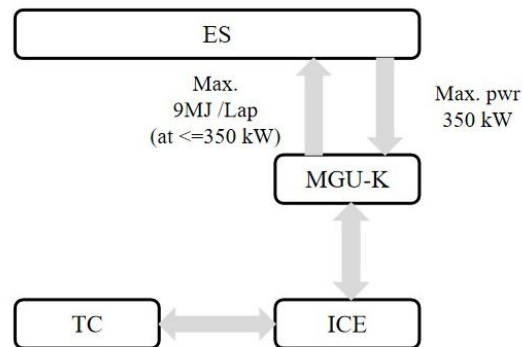 ES
Max.
9MJ /Lap
(at <=350 kW)
Max. pwr
350 kW
MGU-K
TC
ICE